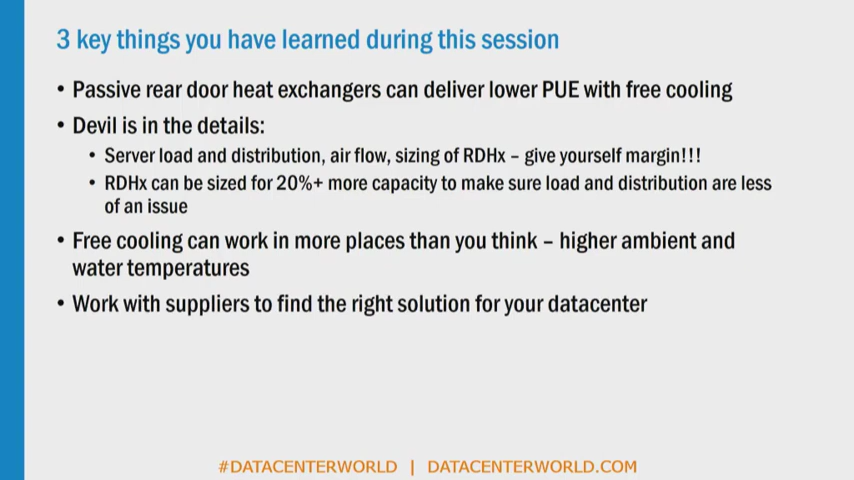 3 key things you have learned during this session
• Passive rear door heat exchangers can deliver lower PUE with free cooling
• Devil is in the details:
• Server load and distribution, air flow, sizing of RDHx – give yourself margin!!!
• RDHx can be sized for 20%+ more capacity to make sure load and distribution are less
of an issue
• Free cooling can work in more places than you think – higher ambient and
water temperatures
• Work with suppliers to find the right solution for your datacenter
#DATACENTERWORLD | DATACENTERWORLD.COM